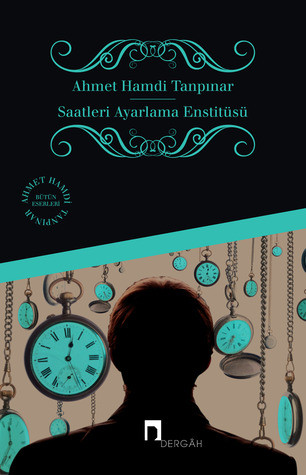 Ahmet Hamdi Tanpınar
Saatleri Ayarlama Enstitüsü
AHMET HAMDİ TANPINAR
BÜTÜN
ESERLERİ
DERGÂH